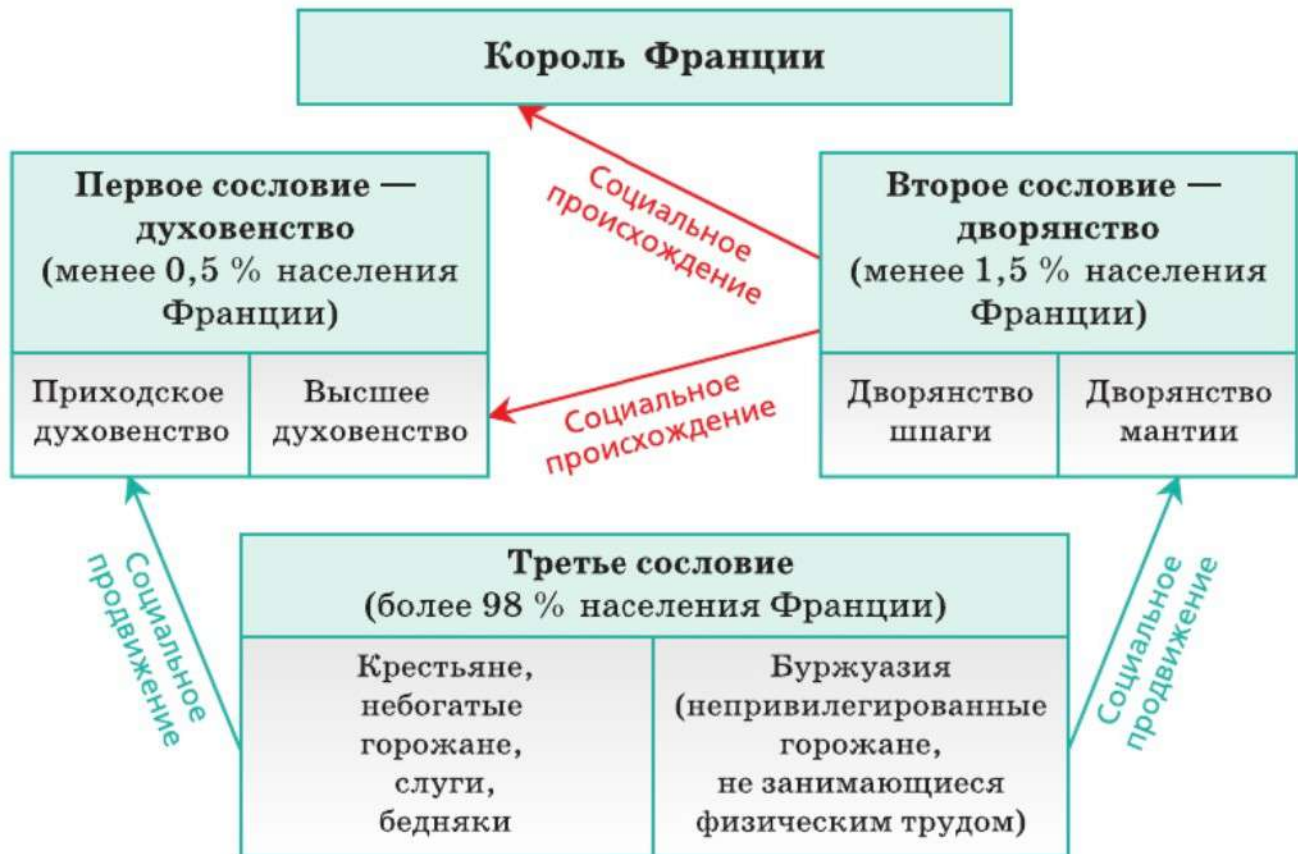 Король Франции
Первое сословие —
духовенство
(менее 0,5 % населения
Франции)
Приходское
духовенство
Высшее
духовенство
Социальное
происхождение
Социальное
происхождение
Второе сословие —
дворянство
(менее 1,5 % населения
Франции)
Дворянство
шпаги
Дворянство
мантии
Социальное
продвижение
Третье сословие
(более 98 % населения Франции)
Крестьяне,
небогатые
горожане,
слуги,
бедняки
Буржуазия
(непривилегированные
горожане,
не занимающиеся
физическим трудом)
Социальное
продвижение